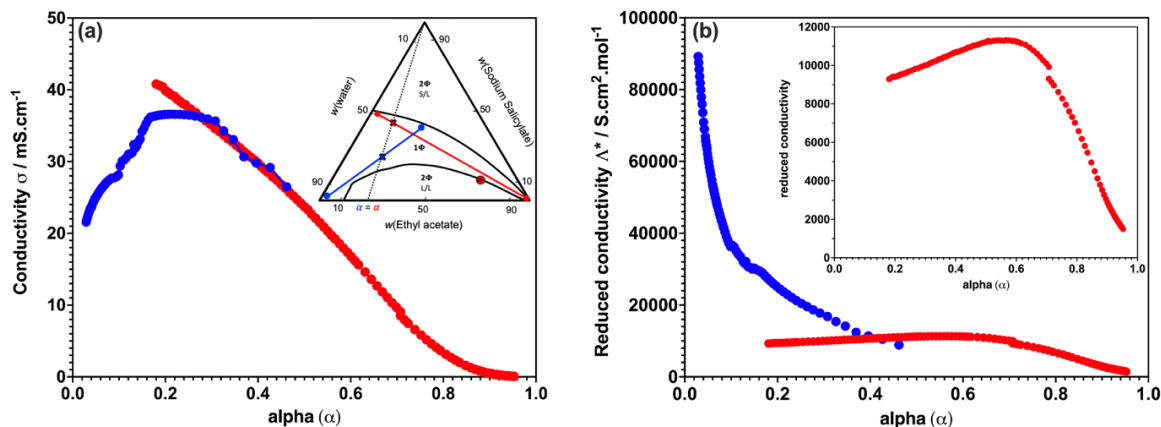 (a)
50
40
30
20
10
0
Conductivity σ / mS.cm⁻¹
0.0 0.2 0.4 0.6 0.8 1.0
alpha (α)
10
90
w(water)
w(Sodium Salicylate)
2Φ
S/L
50
50
1Φ
2Φ
L/L
90
10
10
50
90
α = α
w(Ethyl acetate)
(b)
100000
80000
60000
40000
20000
0
Reduced conductivity Λ* / S.cm².mol⁻¹
0.0 0.2 0.4 0.6 0.8 1.0
alpha (α)
12000
10000
8000
6000
4000
2000
0
reduced conductivity
0.0 0.2 0.4 0.6 0.8 1.0
alpha (α)